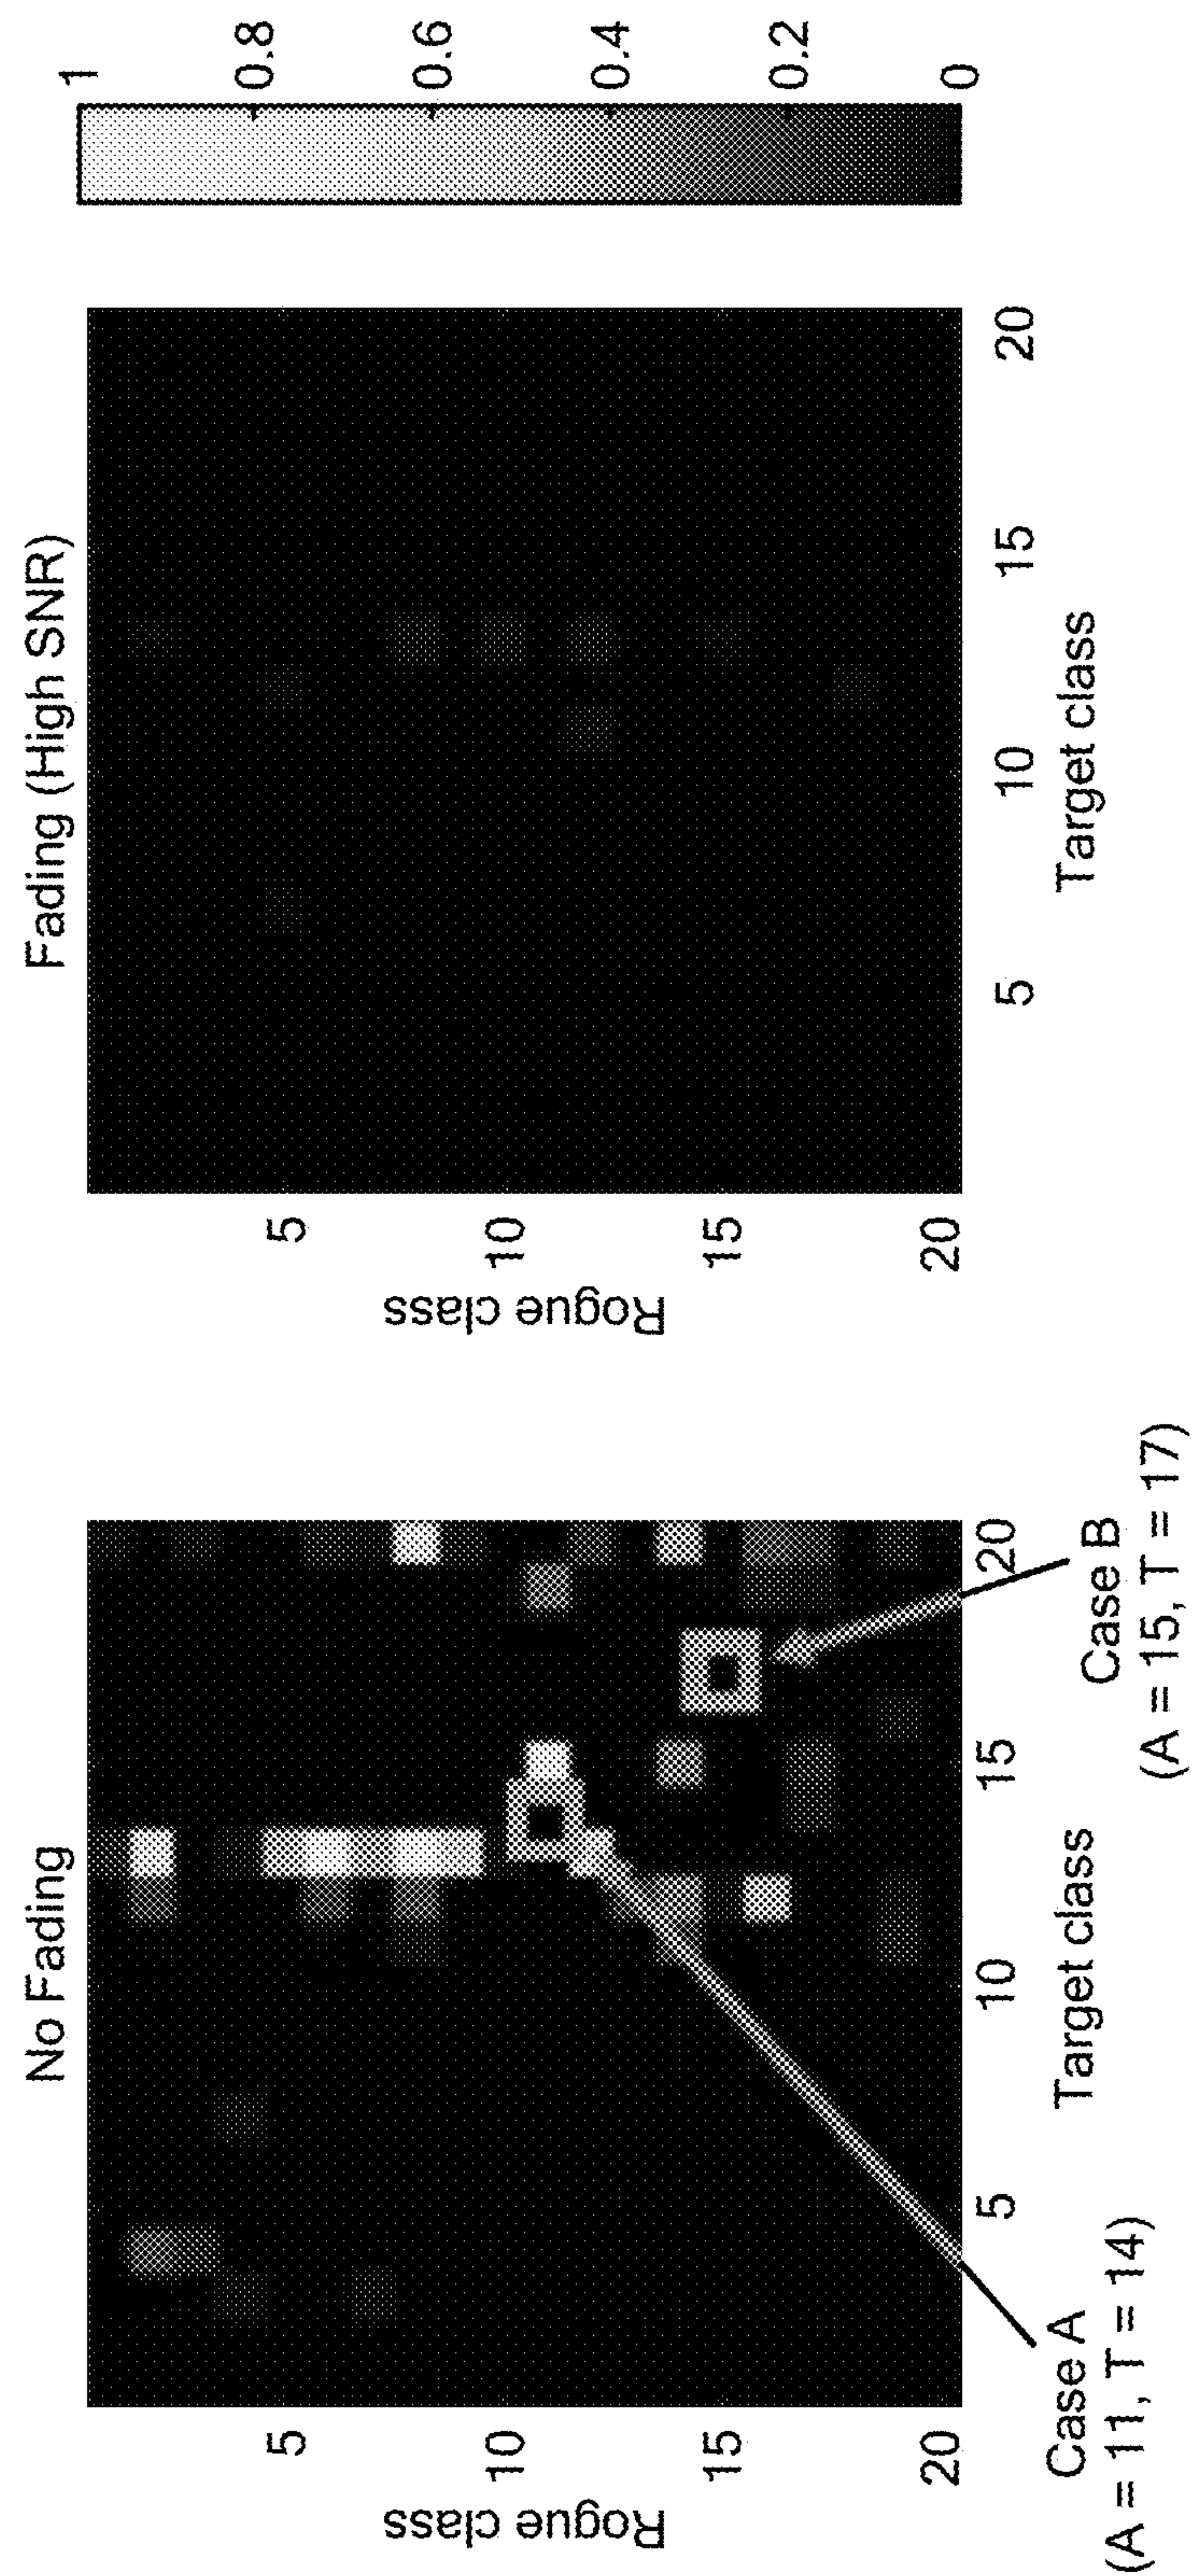 No Fading
Rogue class
5
10
15
20
5
10
15
20
Target class
Case A
(A = 11, T = 14)
Case B
(A = 15, T = 17)
Fading (High SNR)
Rogue class
5
10
15
20
5
10
15
20
Target class
1
0.8
0.6
0.4
0.2
0